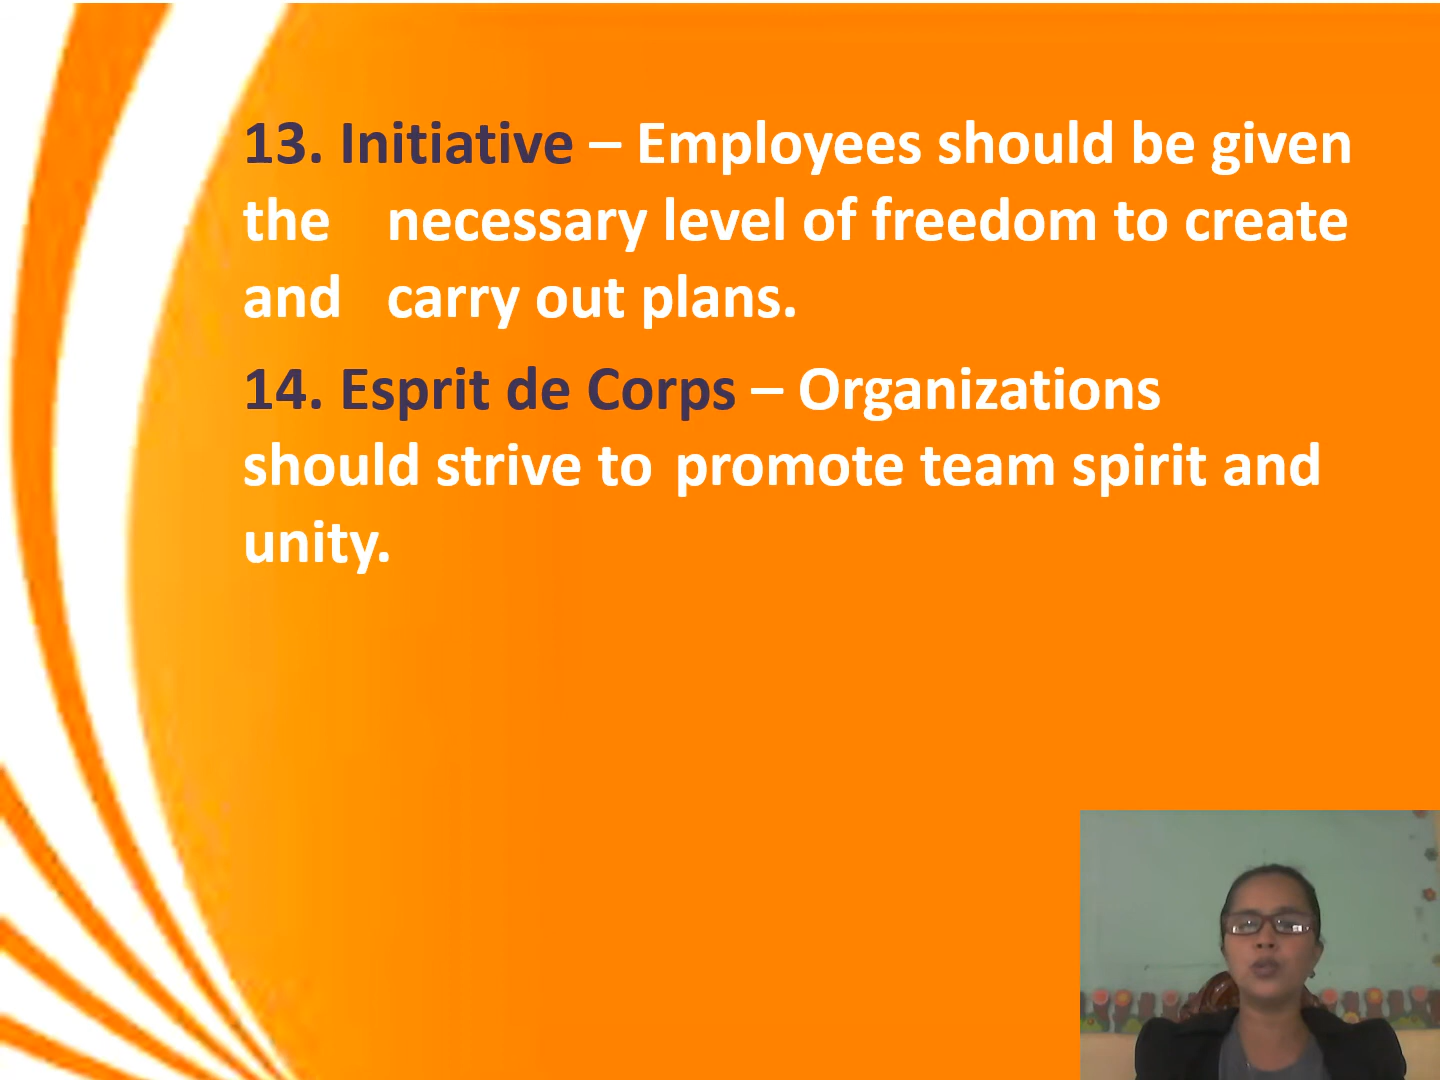 13. Initiative – Employees should be given
the necessary level of freedom to create
and carry out plans.
14. Esprit de Corps – Organizations
should strive to promote team spirit and
unity.